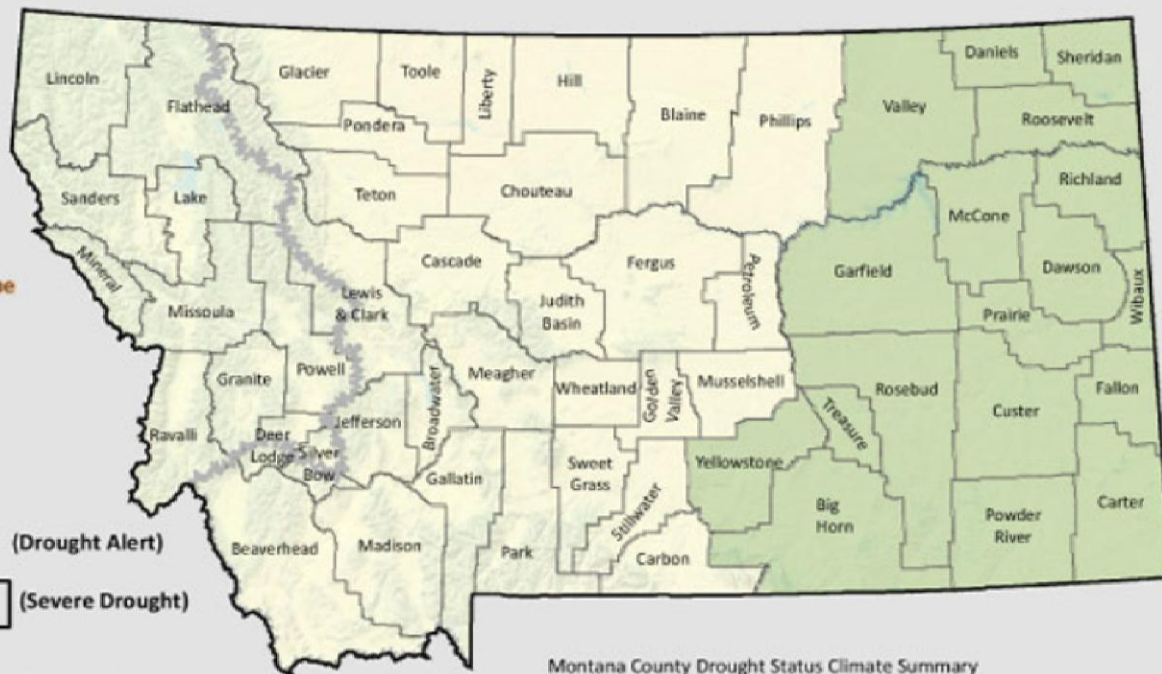 Daniels
Sheridan
Lincoln
Glacier
Toole
Liberty
Hill
Flathead
Blaine
Valley
Phillips
Pondera
Roosevelt
Richland
Sanders
Lake
Teton
Chouteau
McCone
Mineral
Cascade
Fergus
Petroleum
Garfield
Dawson
Wibaux
Lewis
& Clark
Judith
Basin
Missoula
Prairie
Powell
Granite
Meagher
Wheatland
Golden
Valley
Musselshell
Rosebud
Fallon
Broadwater
Treasure
Custer
Jefferson
Ravalli
Deer
Lodge
Silver
Bow
Gallatin
Sweet
Grass
Yellowstone
Stillwater
Big
Horn
Carter
Powder
River
(Drought Alert)
Beaverhead
Madison
Park
Carbon
(Severe Drought)
Montana County Drought Status Climate Summary